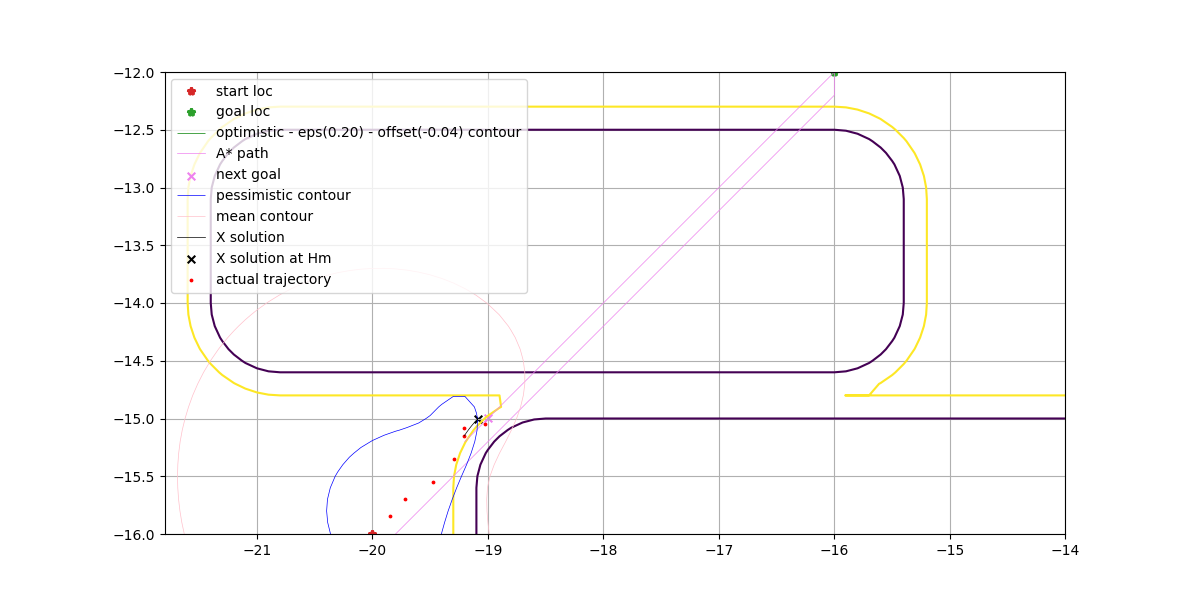 −12.0
−12.5
−13.0
−13.5
−14.0
−14.5
−15.0
−15.5
−16.0
start loc
goal loc
optimistic - eps(0.20) - offset(-0.04) contour
A* path
next goal
pessimistic contour
mean contour
X solution
X solution at Hm
actual trajectory
−21
−20
−19
−18
−17
−16
−15
−14